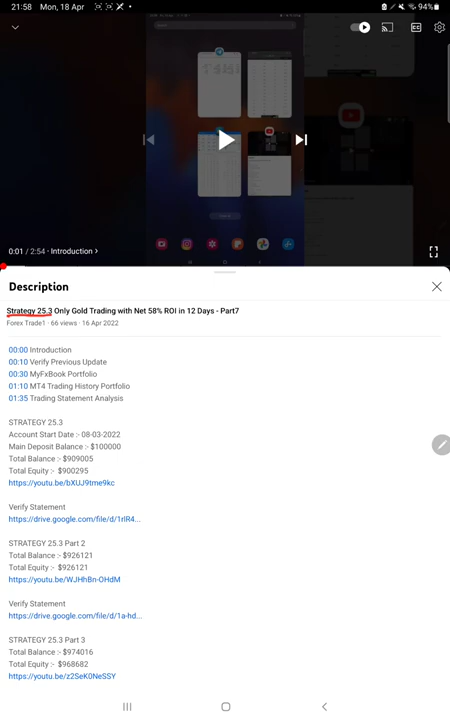 21:58 Mon, 18 Apr
94%
CC
0:01 / 2:54 · Introduction >
Description
Strategy 25.3 Only Gold Trading with Net 58% ROI in 12 Days - Part7
Forex Trade1 · 66 views · 16 Apr 2022
00:00 Introduction
00:10 Verify Previous Update
00:30 MyFxBook Portfolio
01:10 MT4 Trading History Portfolio
01:35 Trading Statement Analysis
STRATEGY 25.3
Account Start Date :- 08-03-2022
Main Deposit Balance :- $100000
Total Balance :- $909005
Total Equity :-  $900295
https://youtu.be/bXUJ9tme9kc
Verify Statement
https://drive.google.com/file/d/1rIR4...
STRATEGY 25.3 Part 2
Total Balance :- $926121
Total Equity :-  $926121
https://youtu.be/WJHhBn-OHdM
Verify Statement
https://drive.google.com/file/d/1a-hd...
STRATEGY 25.3 Part 3
Total Balance :- $974016
Total Equity :-  $968682
https://youtu.be/z2SeK0NeSSY